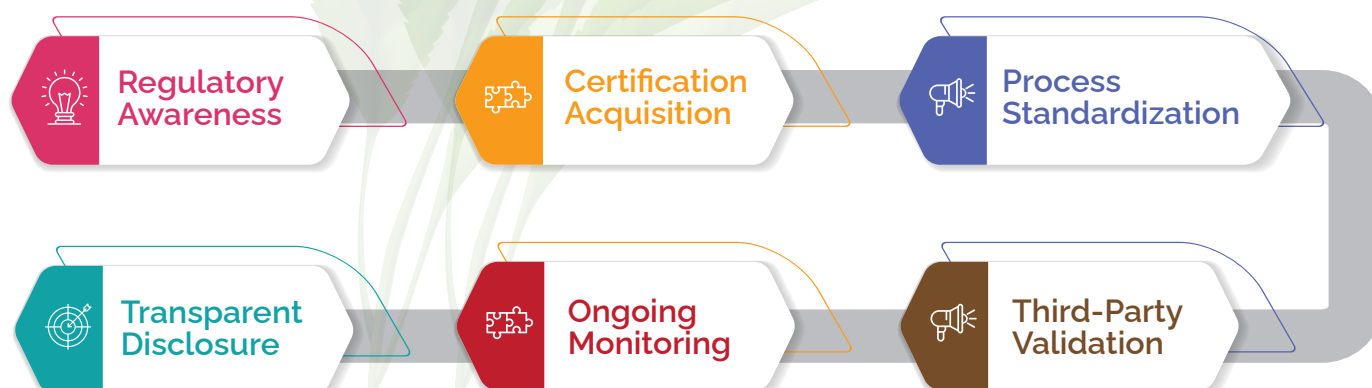 Regulatory
Awareness
Certification
Acquisition
Process
Standardization
Third-Party
Validation
Ongoing
Monitoring
Transparent
Disclosure